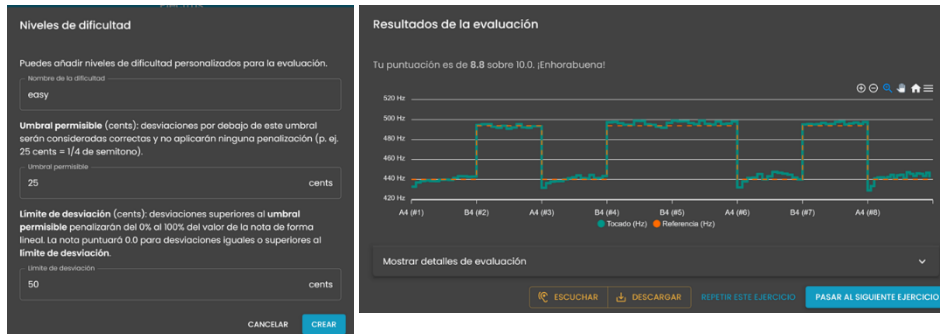 Niveles de dificultad
Puedes añadir niveles de dificultad personalizados para la evaluación.
Nombre de la dificultad
easy
Umbral permisible (cents): desviaciones por debajo de este umbral
serán consideradas correctas y no aplicarán ninguna penalización (p. ej.
25 cents = 1/4 de semitono).
Umbral permisible
25 cents
Límite de desviación (cents): desviaciones superiores al umbral
permisible penalizarán del 0% al 100% del valor de la nota de forma
lineal. La nota puntuará 0.0 para desviaciones iguales o superiores al
límite de desviación.
Límite de desviación
50 cents
CANCELAR CREAR
Resultados de la evaluación
Tu puntuación es de 8.8 sobre 10.0. ¡Enhorabuena!
520 Hz
500 Hz
480 Hz
460 Hz
440 Hz
420 Hz
A4 (#1) B4 (#2) A4 (#3) B4 (#4) B4 (#5) A4 (#6) B4 (#7) A4 (#8)
Tocado (Hz) Referencia (Hz)
Mostrar detalles de evaluación
ESCUCHAR DESCARGAR REPETIR ESTE EJERCICIO PASAR AL SIGUIENTE EJERCICIO